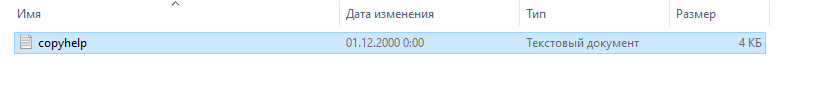 Имя Дата изменения Тип Размер
copyhelp 01.12.2000 0:00 Текстовый документ 4 КБ